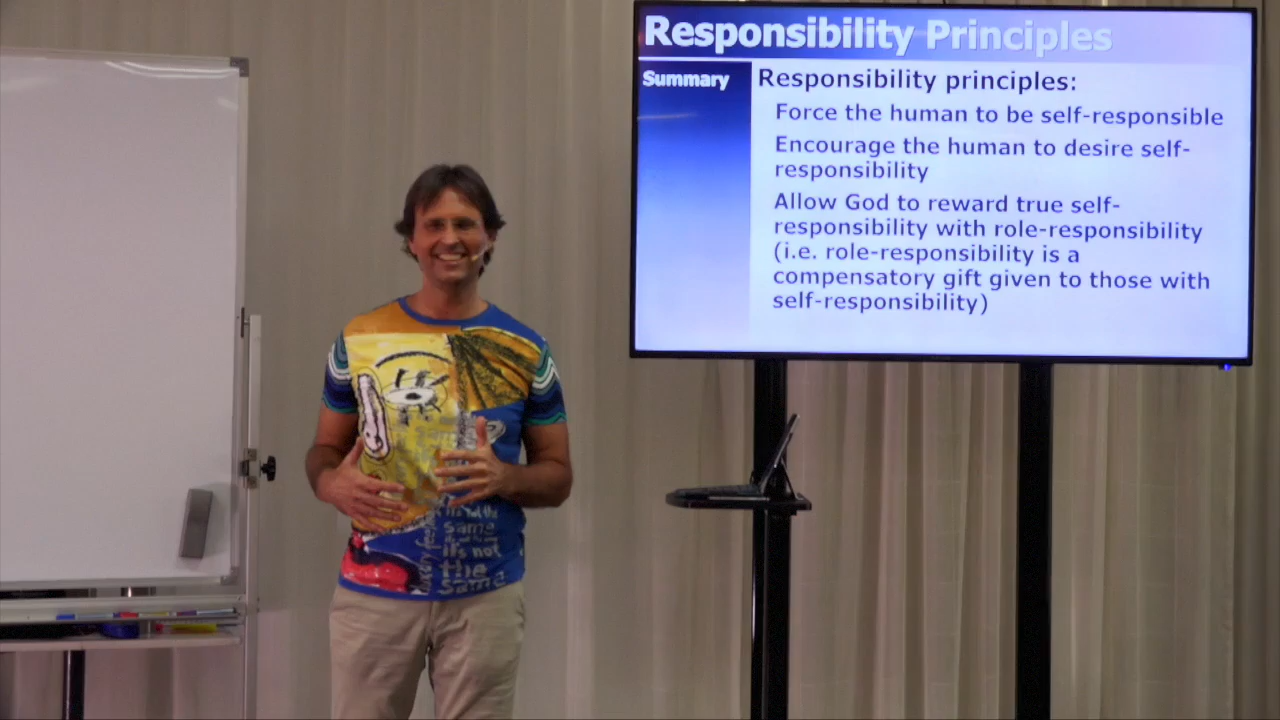 Responsibility Principles
Summary
Responsibility principles:
Force the human to be self-responsible
Encourage the human to desire self-
responsibility
Allow God to reward true self-
responsibility with role-responsibility
(i.e. role-responsibility is a
compensatory gift given to those with
self-responsibility)
same
it's not
the
same